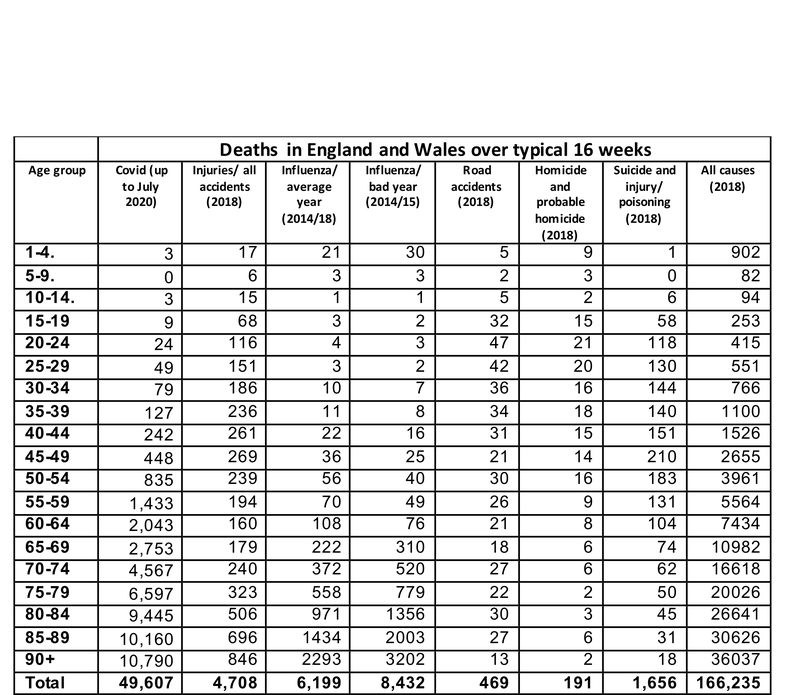 Deaths in England and Wales over typical 16 weeks
Age group Covid (up to July 2020) Injuries/ all accidents (2018) Influenza/ average year (2014/18) Influenza/ bad year (2014/15) Road accidents (2018) Homicide and probable homicide (2018) Suicide and injury/ poisoning (2018) All causes (2018)
1-4. 3 17 21 30 5 9 1 902
5-9. 0 6 3 3 2 3 0 82
10-14. 3 15 1 1 5 2 6 94
15-19 9 68 3 2 32 15 58 253
20-24 24 116 4 3 47 21 118 415
25-29 49 151 3 2 42 20 130 551
30-34 79 186 10 7 36 16 144 766
35-39 127 236 11 8 34 18 140 1100
40-44 242 261 22 16 31 15 151 1526
45-49 448 269 36 25 21 14 210 2655
50-54 835 239 56 40 30 16 183 3961
55-59 1,433 194 70 49 26 9 131 5564
60-64 2,043 160 108 76 21 8 104 7434
65-69 2,753 179 222 310 18 6 74 10982
70-74 4,567 240 372 520 27 6 62 16618
75-79 6,597 323 558 779 22 2 50 20026
80-84 9,445 506 971 1356 30 3 45 26641
85-89 10,160 696 1434 2003 27 6 31 30626
90+ 10,790 846 2293 3202 13 2 18 36037
Total 49,607 4,708 6,199 8,432 469 191 1,656 166,235